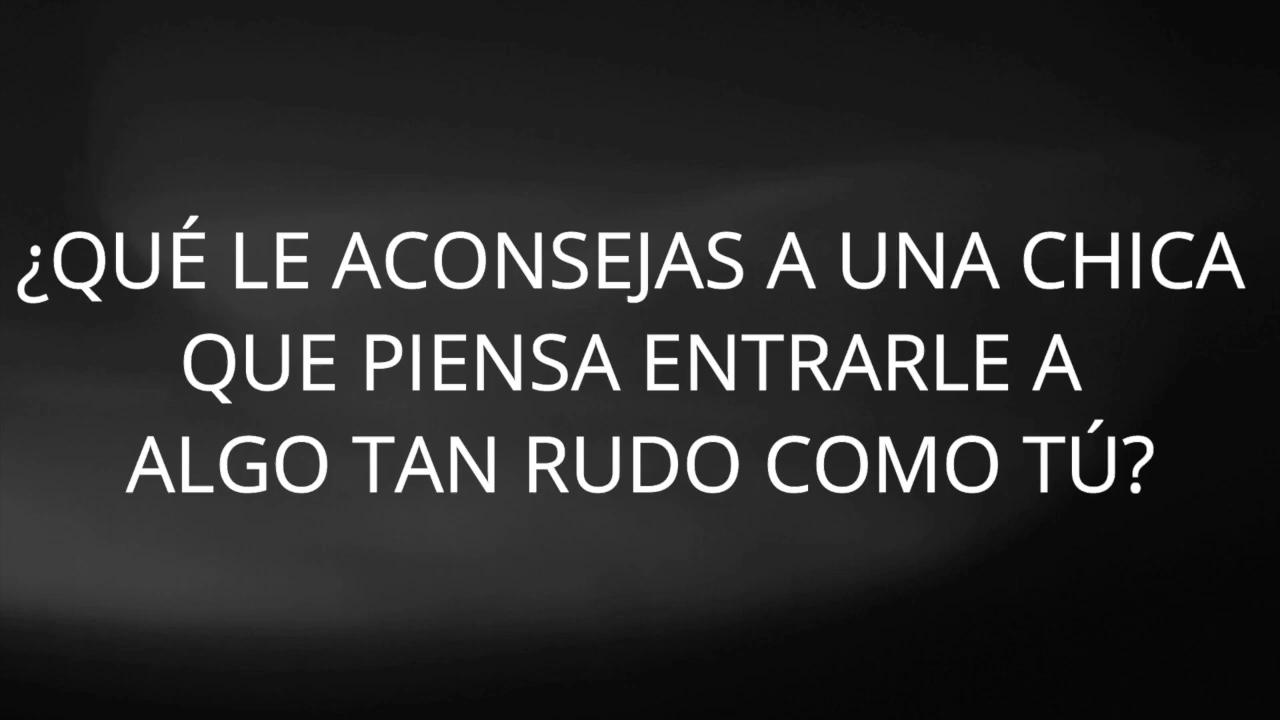 ¿QUÉ LE ACONSEJAS A UNA CHICA
QUE PIENSA ENTRARLE A
ALGO TAN RUDO COMO TÚ?